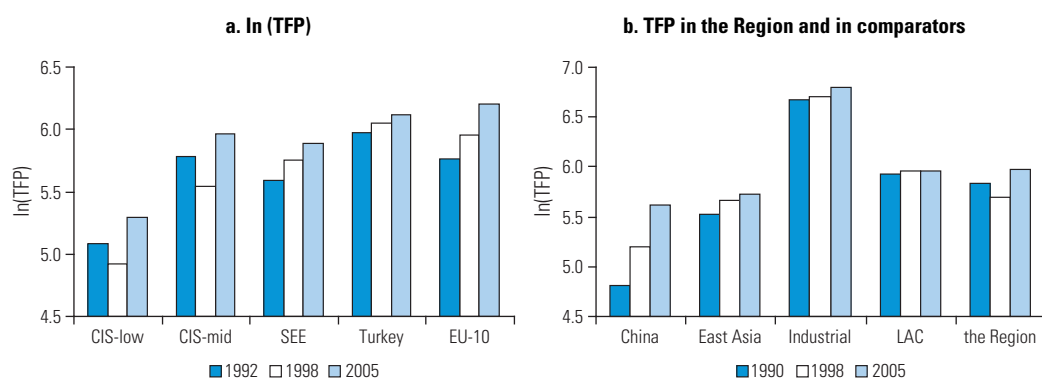 a. ln (TFP)
6.5
6.0
5.5
5.0
4.5
ln(TFP)
CIS-low CIS-mid SEE Turkey EU-10
1992 1998 2005
b. TFP in the Region and in comparators
7.0
6.5
6.0
5.5
5.0
4.5
ln(TFP)
China East Asia Industrial LAC the Region
1990 1998 2005